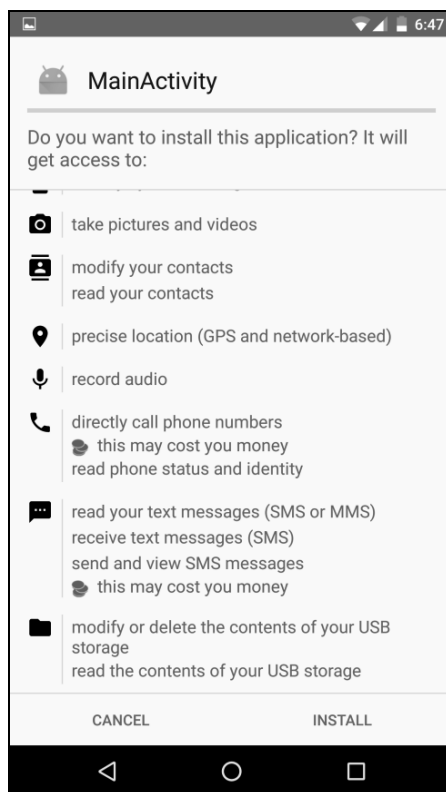 6:47
MainActivity
Do you want to install this application? It will
get access to:
take pictures and videos
modify your contacts
read your contacts
precise location (GPS and network-based)
record audio
directly call phone numbers
this may cost you money
read phone status and identity
read your text messages (SMS or MMS)
receive text messages (SMS)
send and view SMS messages
this may cost you money
modify or delete the contents of your USB
storage
read the contents of your USB storage
CANCEL
INSTALL